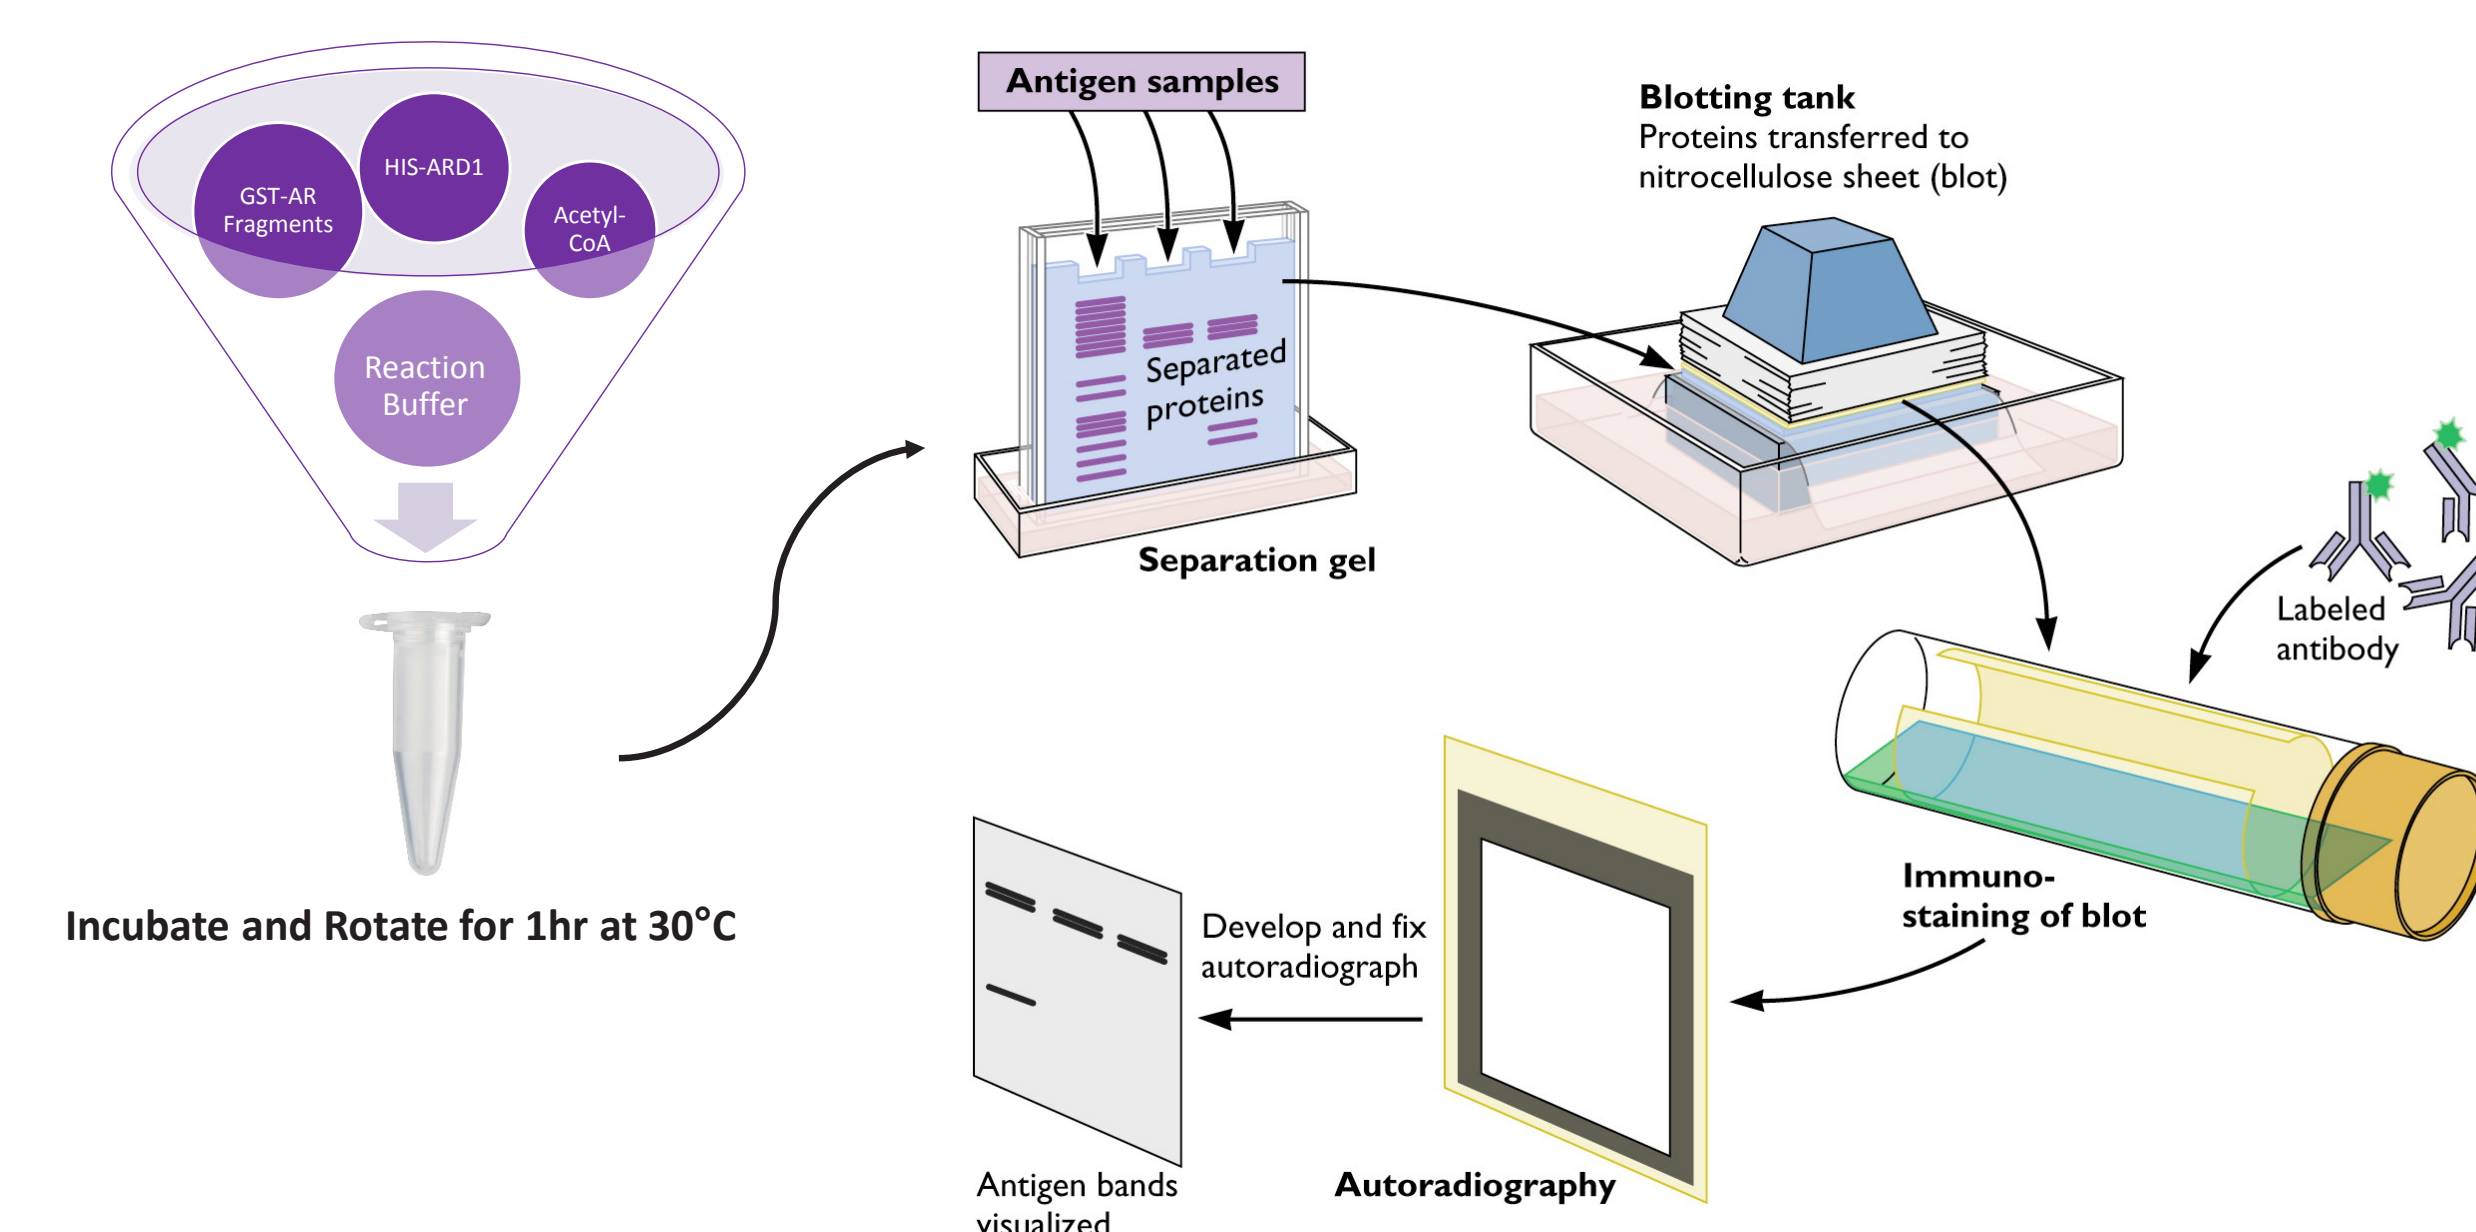 GST-AR
Fragments
HIS-ARD1
Acetyl-
CoA
Reaction
Buffer
Incubate and Rotate for 1hr at 30°C
Antigen samples
Separated
proteins
Separation gel
Blotting tank
Proteins transferred to
nitrocellulose sheet (blot)
Labeled
antibody
Immuno-
staining of blot
Autoradiography
Develop and fix
autoradiograph
Antigen bands
visualized